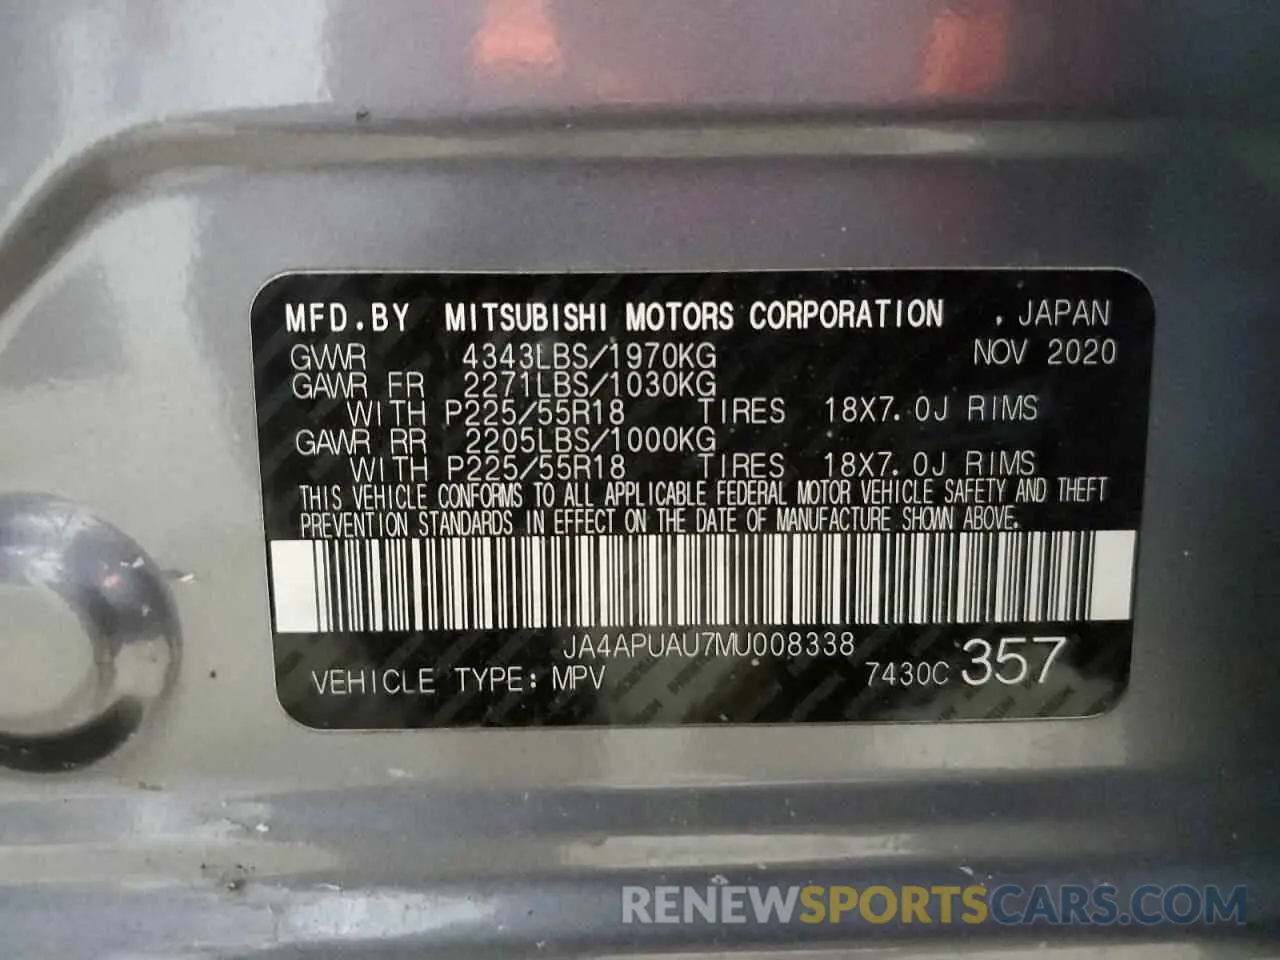 MFD.BY MITSUBISHI MOTORS CORPORATION , JAPAN
GWWR 4343LBS/1970KG NOV 2020
GAWR FR 2271LBS/1030KG
WITH P225/55R18 TIRES 18X7.0J RIMS
GAWR RR 2205LBS/1000KG
WITH P225/55R18 TIRES 18X7.0J RIMS
THIS VEHICLE CONFORMS TO ALL APPLICABLE FEDERAL MOTOR VEHICLE SAFETY AND THEFT
PREVENTION STANDARDS IN EFFECT ON THE DATE OF MANUFACTURE SHOWN ABOVE.
JA4APUAU7MU008338
VEHICLE TYPE: MPV 7430C 357
RENEWSPORTSCARS.COM